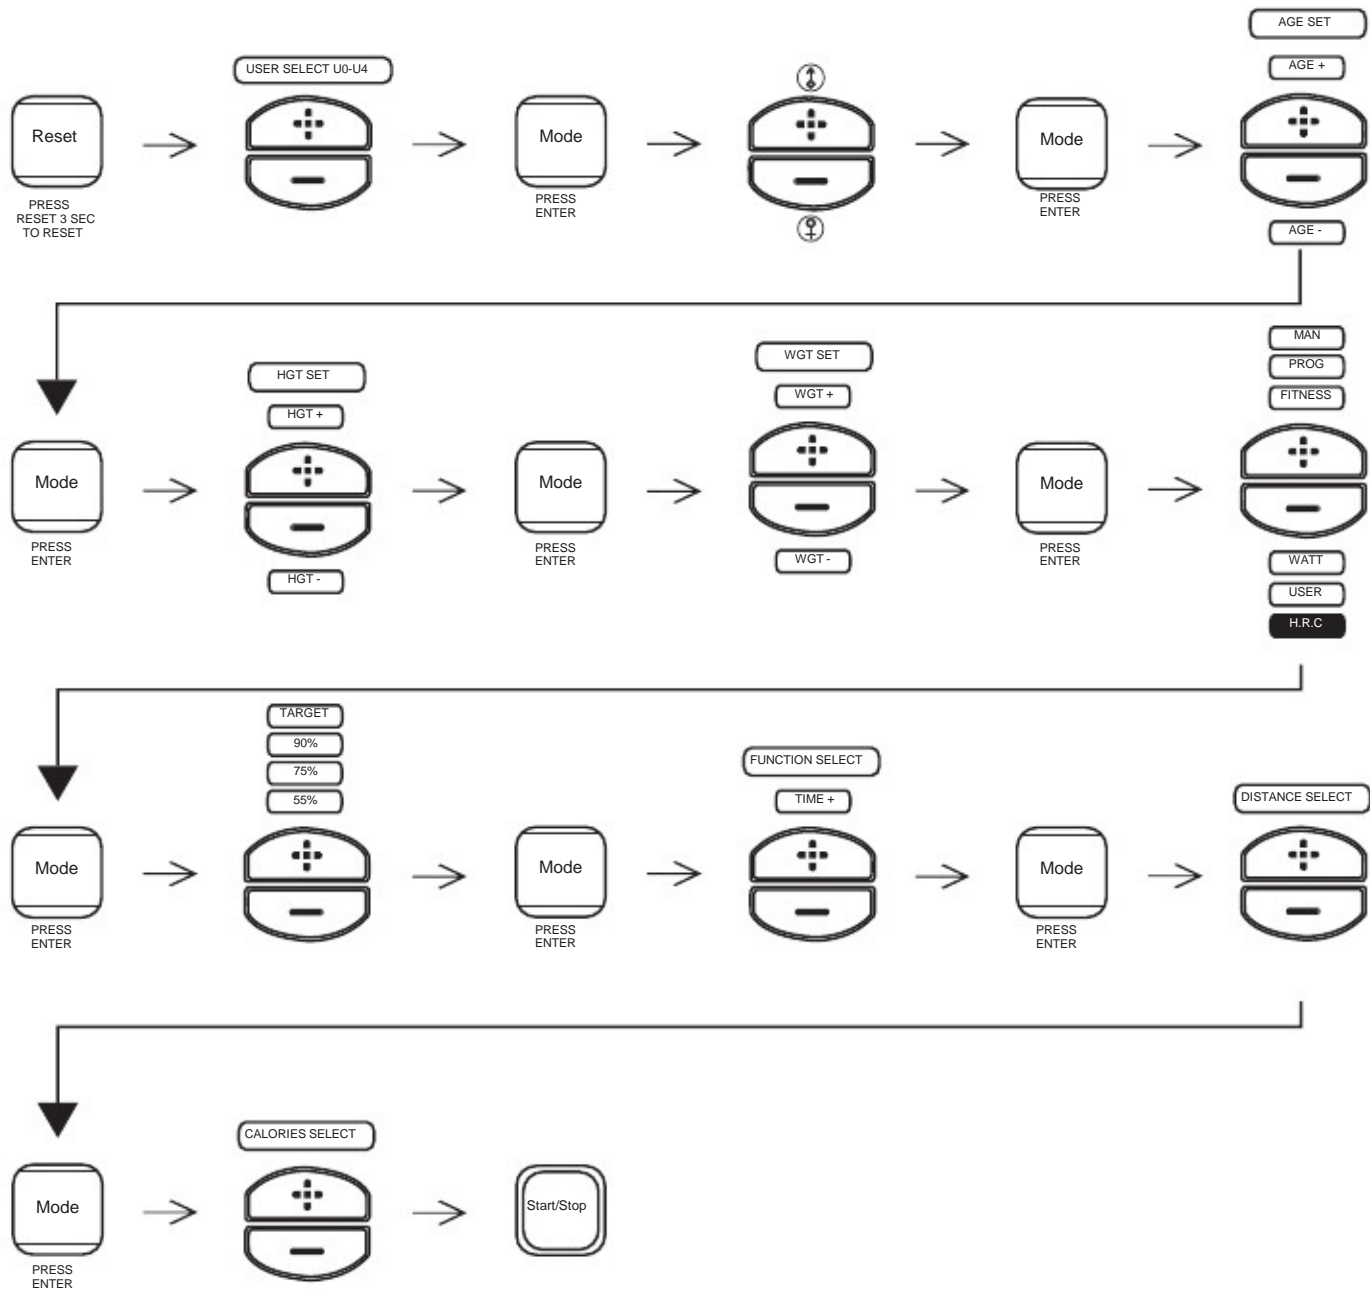 USER SELECT U0-U4
Reset
PRESS
RESET 3 SEC
TO RESET
Mode
PRESS
ENTER
Mode
PRESS
ENTER
AGE SET
AGE +
AGE -
Mode
PRESS
ENTER
HGT SET
HGT +
HGT -
Mode
PRESS
ENTER
WGT SET
WGT +
WGT -
Mode
PRESS
ENTER
MAN
PROG
FITNESS
WATT
USER
H.R.C
Mode
PRESS
ENTER
TARGET
90%
75%
55%
Mode
PRESS
ENTER
FUNCTION SELECT
TIME +
Mode
PRESS
ENTER
DISTANCE SELECT
Mode
PRESS
ENTER
CALORIES SELECT
Start/Stop